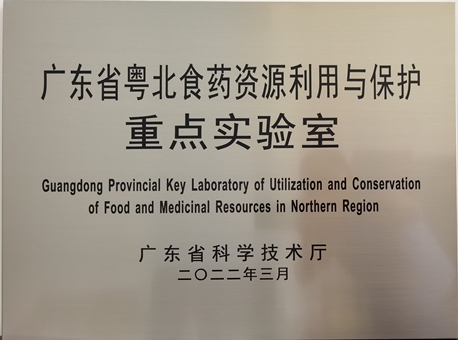 广东省粤北食药资源利用与保护
重点实验室
Guangdong Provincial Key Laboratory of Utilization and Conservation
of Food and Medicinal Resources in Northern Region
广东省科学技术厅
二〇二二年三月